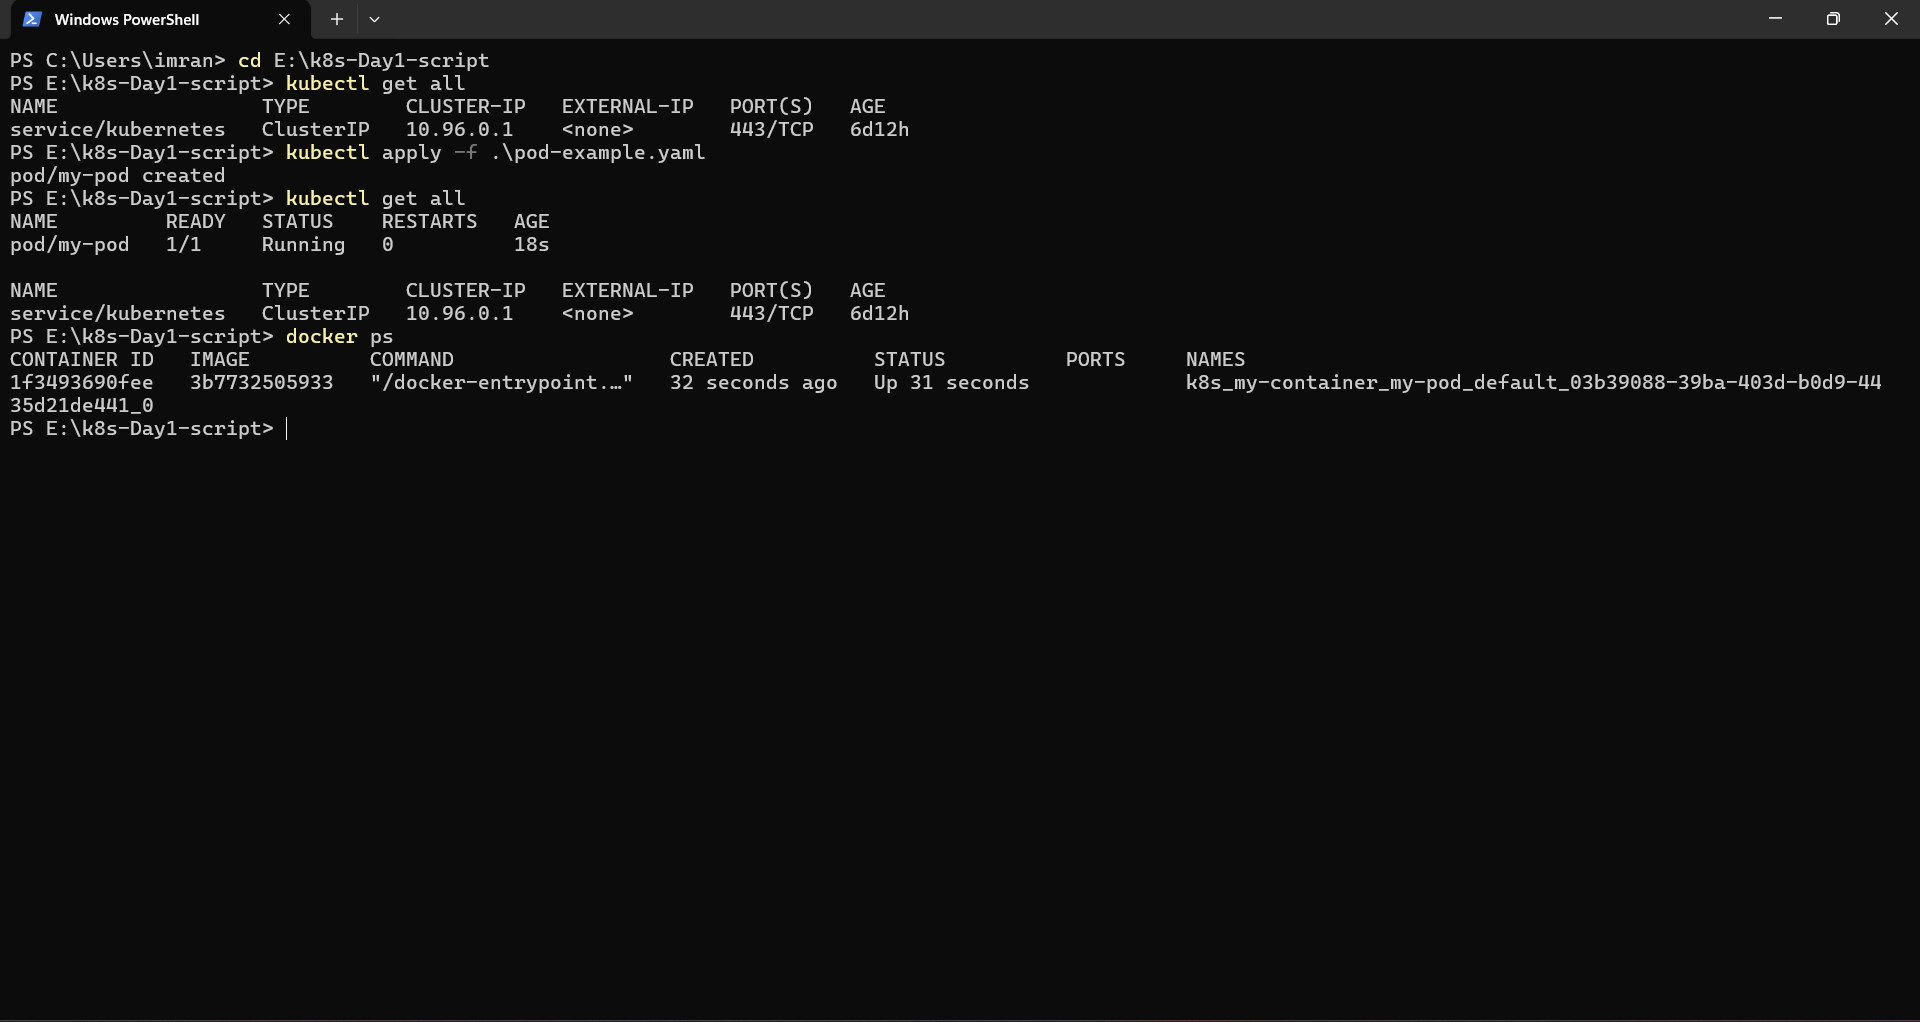 Windows PowerShell
PS C:\Users\imran> cd E:\k8s-Day1-script
PS E:\k8s-Day1-script> kubectl get all
NAME                 TYPE        CLUSTER-IP   EXTERNAL-IP   PORT(S)   AGE
service/kubernetes   ClusterIP   10.96.0.1    <none>        443/TCP   6d12h
PS E:\k8s-Day1-script> kubectl apply -f .\pod-example.yaml
pod/my-pod created
PS E:\k8s-Day1-script> kubectl get all
NAME         READY   STATUS    RESTARTS   AGE
pod/my-pod   1/1     Running   0          18s

NAME                 TYPE        CLUSTER-IP   EXTERNAL-IP   PORT(S)   AGE
service/kubernetes   ClusterIP   10.96.0.1    <none>        443/TCP   6d12h
PS E:\k8s-Day1-script> docker ps
CONTAINER ID   IMAGE          COMMAND                  CREATED          STATUS          PORTS     NAMES
1f3493690fee   3b7732505933   "/docker-entrypoint.…"   32 seconds ago   Up 31 seconds             k8s_my-container_my-pod_default_03b39088-39ba-403d-b0d9-44
35d21de441_0
PS E:\k8s-Day1-script>